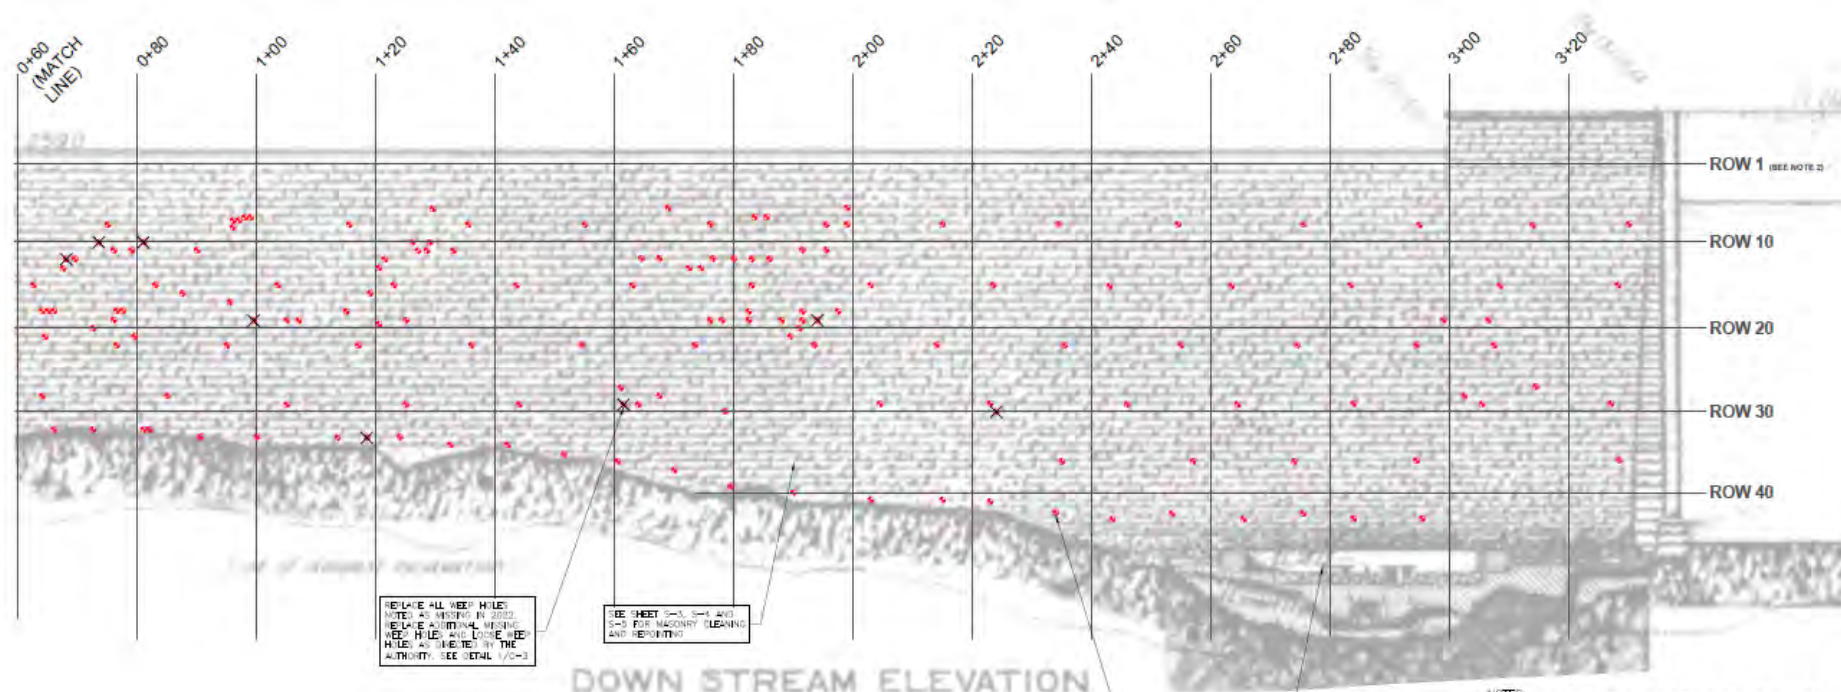 0+60
(MATCH
LINE)
0+80
1+00
1+20
1+40
1+60
1+80
2+00
2+20
2+40
2+60
2+80
3+00
3+20
ROW 1 (SEE NOTE 2)
ROW 10
ROW 20
ROW 30
ROW 40
REPLACE ALL WEEP HOLES
NOTED AS MISSING IN 2022.
REPLACE ADDITIONAL MISSING
WEEP HOLES AND LOOSE WEEP
HOLES AS DIRECTED BY THE
AUTHORITY. SEE DETAIL 1/C-3
SEE SHEET S-3, S-4 AND
S-5 FOR MASONRY CLEANING
AND REPOINTING
DOWN STREAM ELEVATION